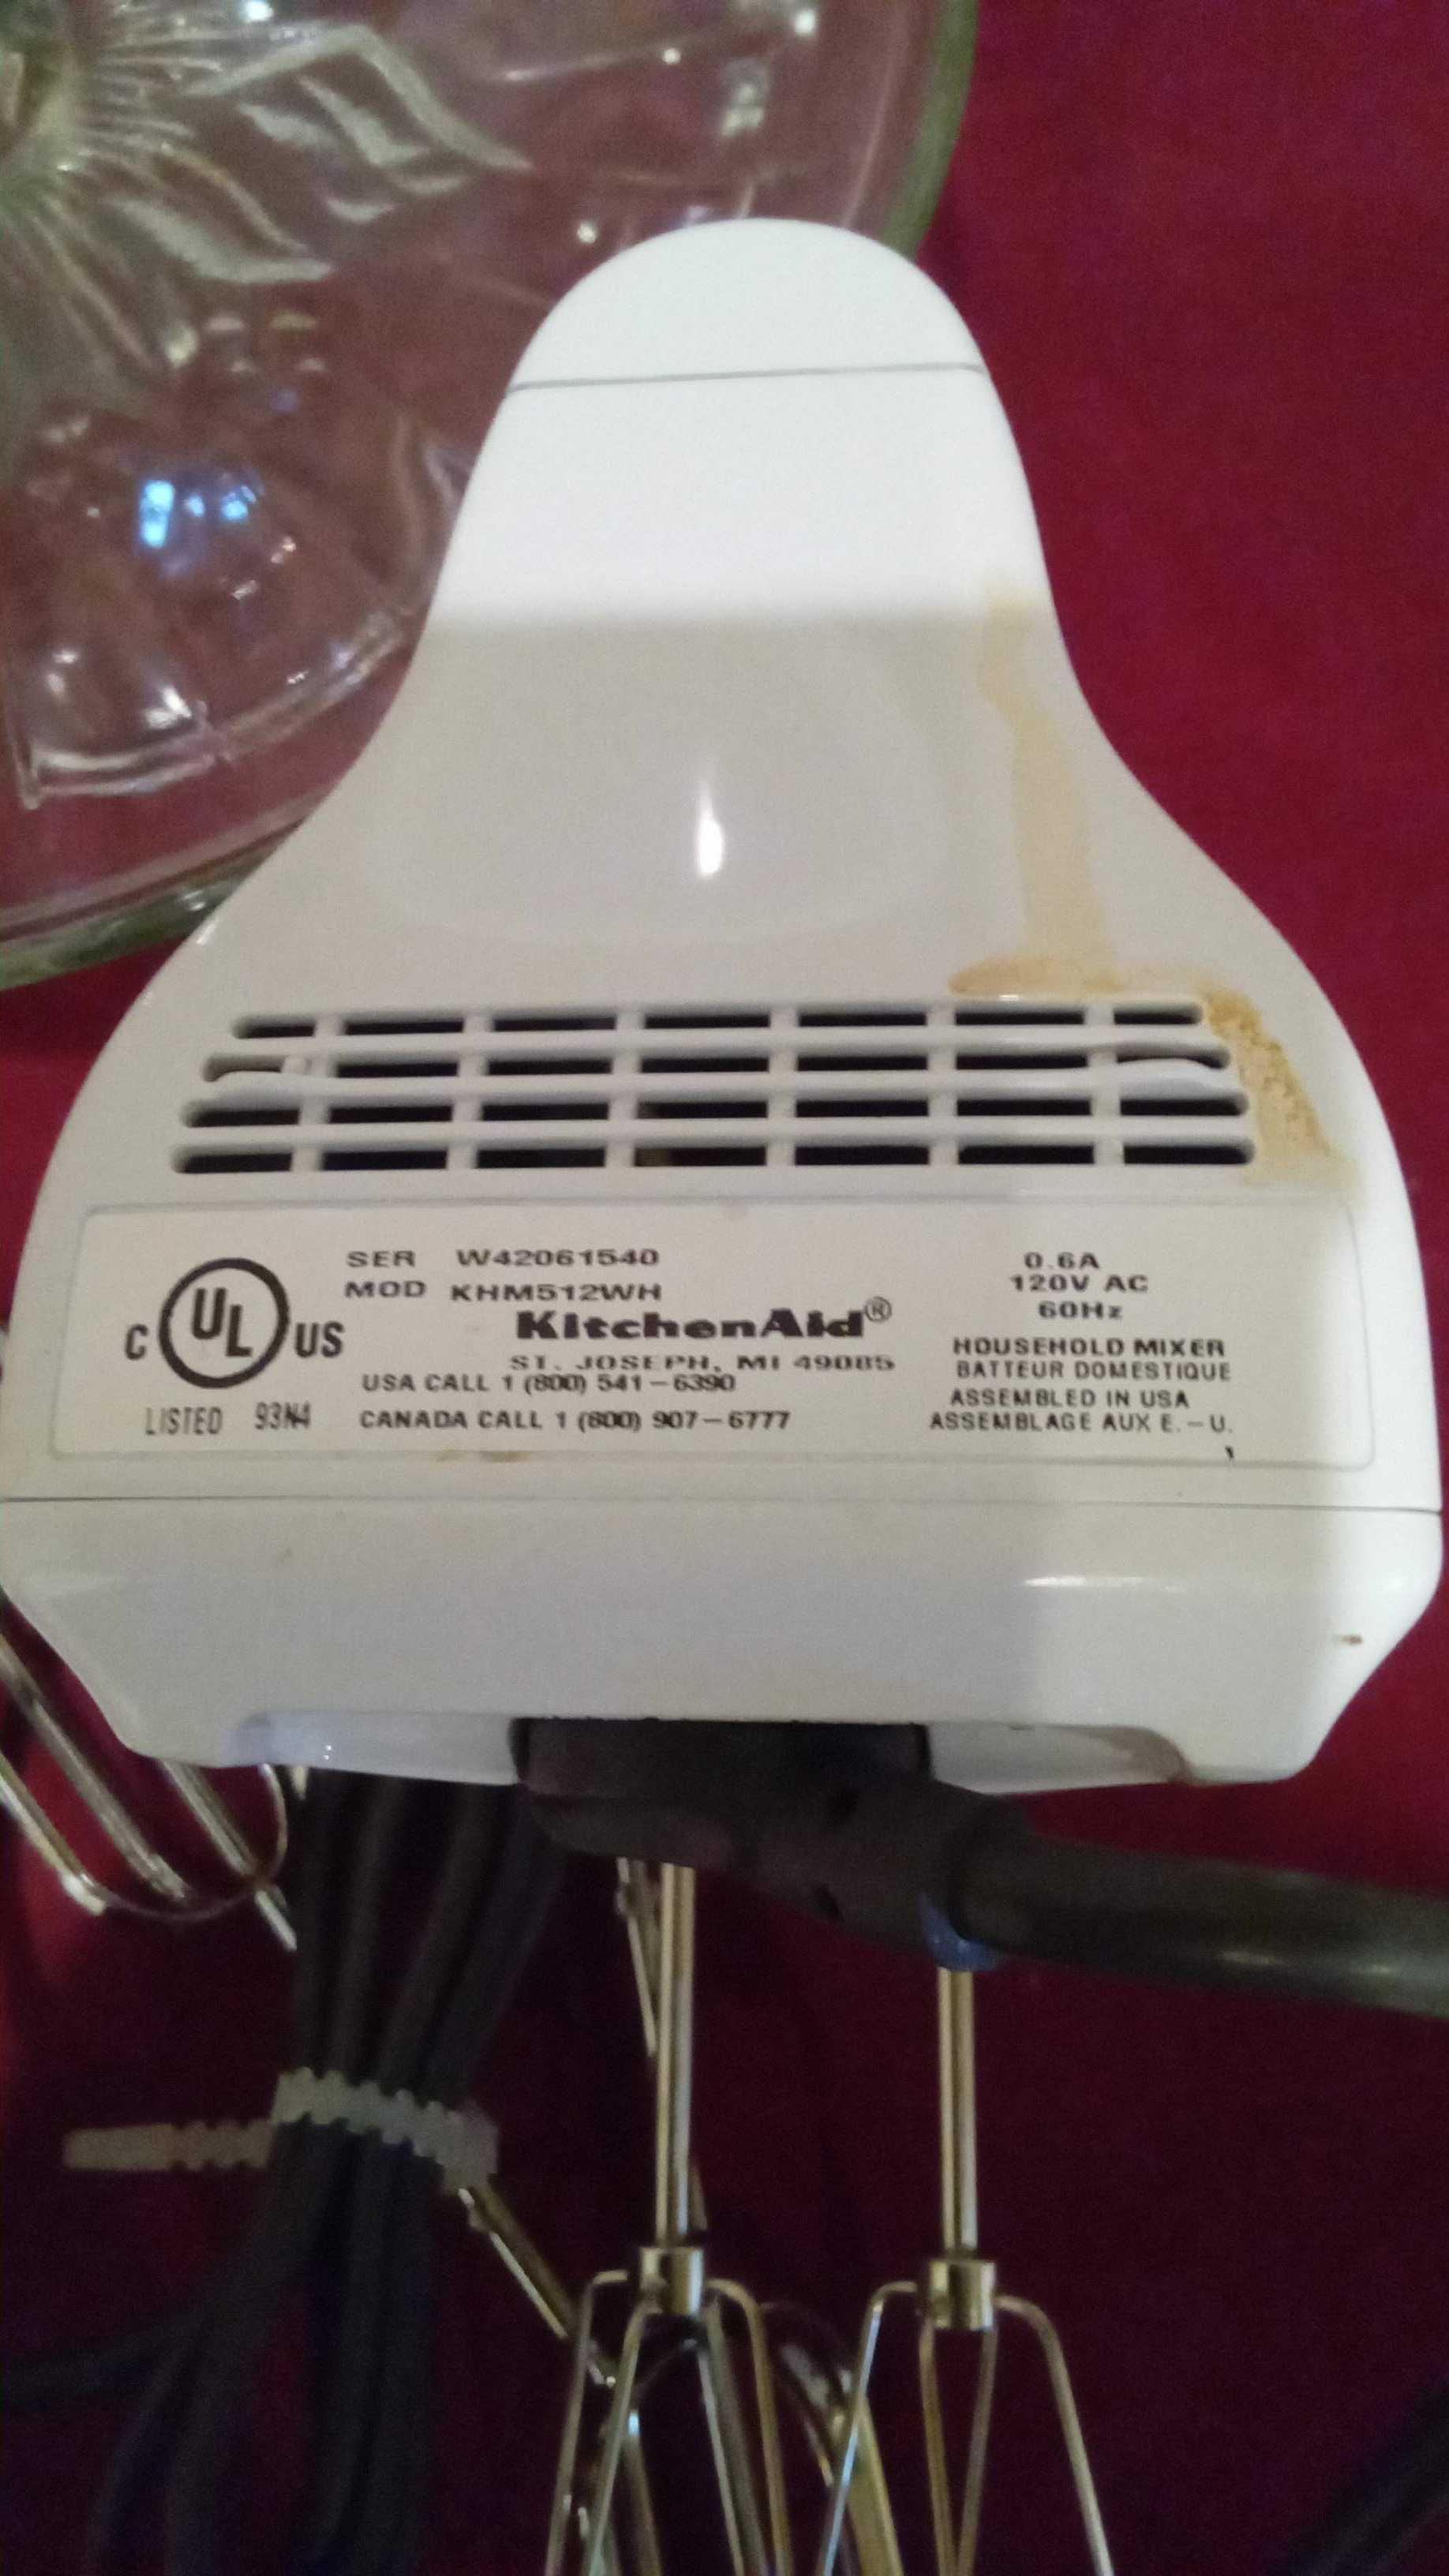 SER W42061540
MOD KHM512WH
KitchenAid®
ST. JOSEPH, MI 49085
USA CALL 1 (800) 541-6390
CANADA CALL 1 (800) 907-6777
C UL US
LISTED 93N4
0.6A
120V AC
60Hz
HOUSEHOLD MIXER
BATTEUR DOMESTIQUE
ASSEMBLED IN USA
ASSEMBLAGE AUX E.-U.